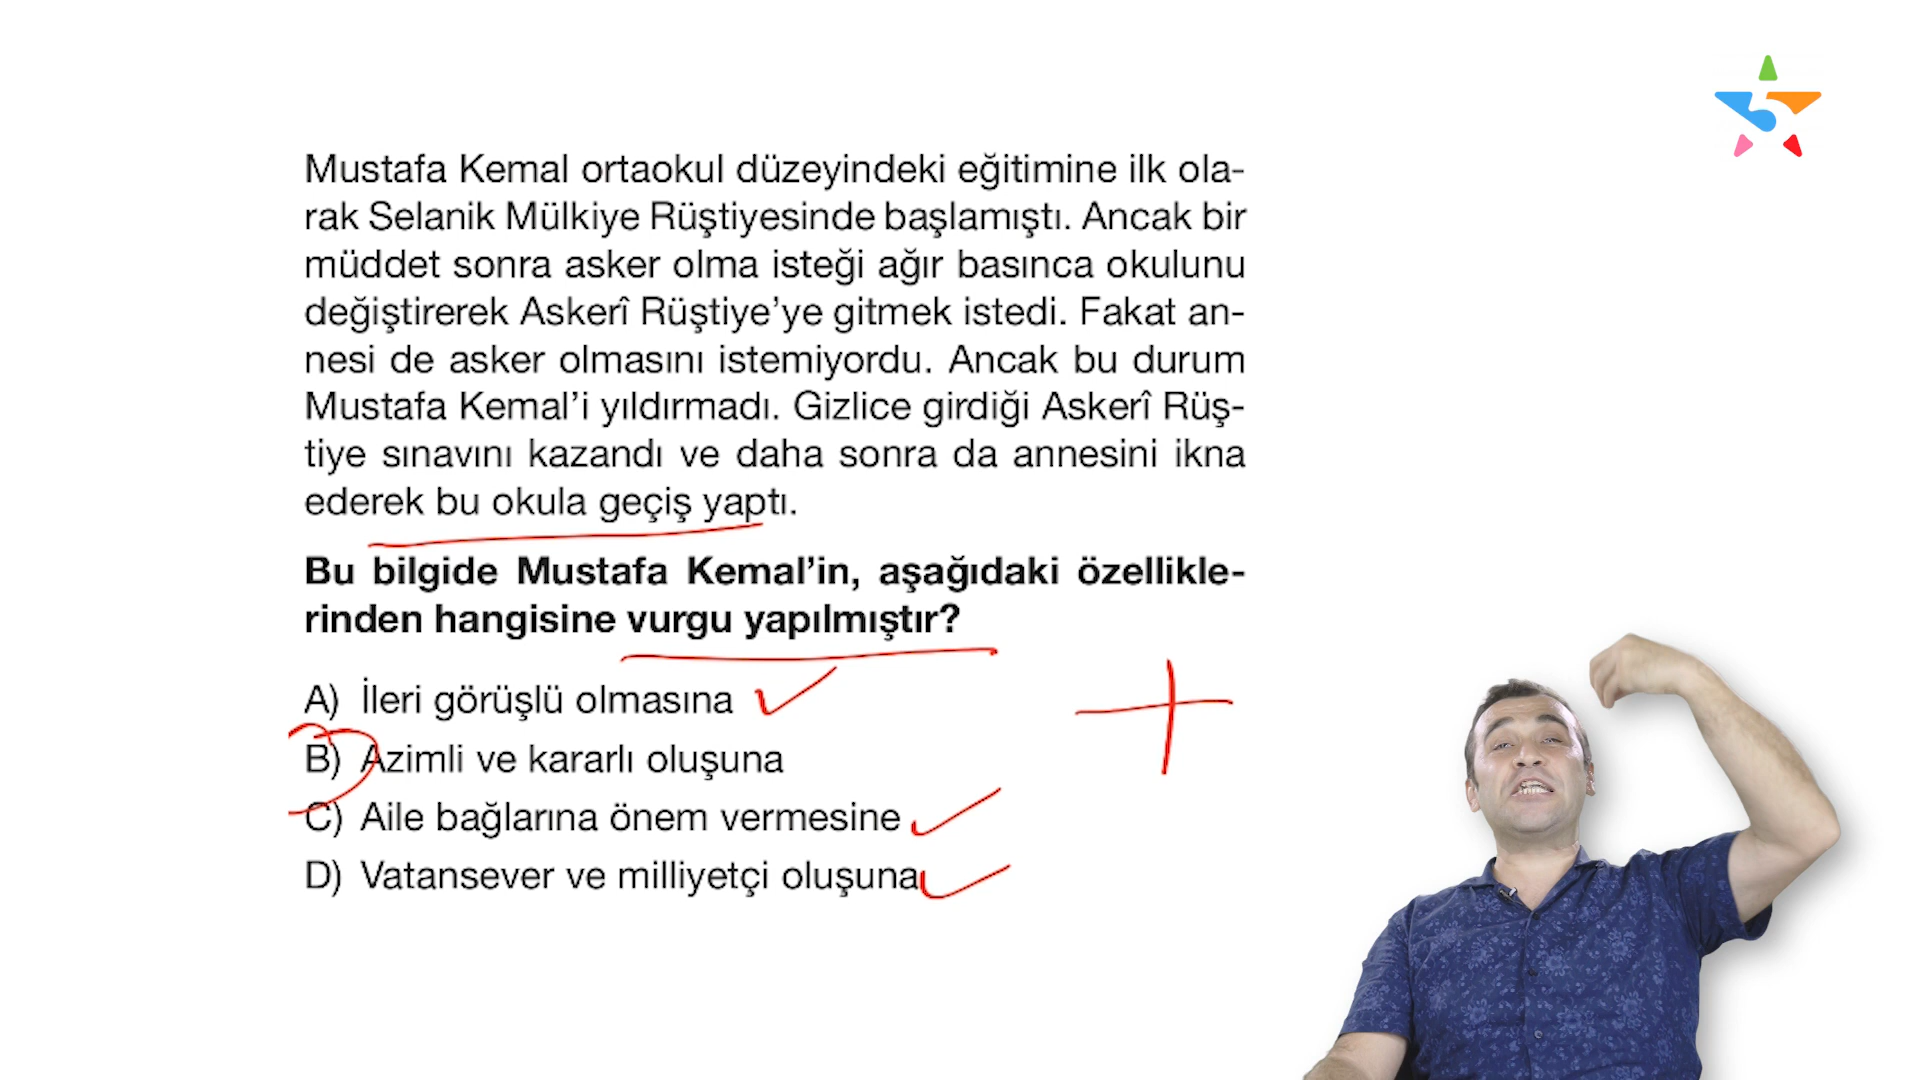 Mustafa Kemal ortaokul düzeyindeki eğitimine ilk ola-
rak Selanik Mülkiye Rüştiyesinde başlamıştı. Ancak bir
müddet sonra asker olma isteği ağır basınca okulunu
değiştirerek Askerî Rüştiye’ye gitmek istedi. Fakat an-
nesi de asker olmasını istemiyordu. Ancak bu durum
Mustafa Kemal’i yıldırmadı. Gizlice girdiği Askerî Rüş-
tiye sınavını kazandı ve daha sonra da annesini ikna
ederek bu okula geçiş yaptı.
Bu bilgide Mustafa Kemal’in, aşağıdaki özellikle-
rinden hangisine vurgu yapılmıştır?
A) İleri görüşlü olmasına
B) Azimli ve kararlı oluşuna
C) Aile bağlarına önem vermesine
D) Vatansever ve milliyetçi oluşuna
5